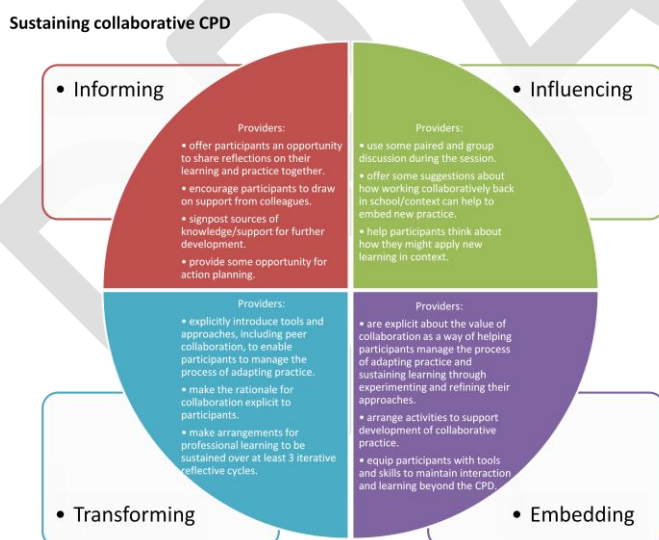 Sustaining collaborative CPD
• Informing
Providers:
• offer participants an opportunity
to share reflections on their
learning and practice together.
• encourage participants to draw
on support from colleagues.
• signpost sources of
knowledge/support for further
development.
• provide some opportunity for
action planning.
• Influencing
Providers:
• use some paired and group
discussion during the session.
• offer some suggestions about
how working collaboratively back
in school/context can help to
embed new practice.
• help participants think about
how they might apply new
learning in context.
Providers:
• explicitly introduce tools and
approaches, including peer
collaboration, to enable
participants to manage the
process of adapting practice.
• make the rationale for
collaboration explicit to
participants.
• make arrangements for
professional learning to be
sustained over at least 3 iterative
reflective cycles.
• Transforming
Providers:
• are explicit about the value of
collaboration as a way of helping
participants manage the process
of adapting practice and
sustaining learning through
experimenting and refining their
approaches.
• arrange activities to support
development of collaborative
practice.
• equip participants with tools
and skills to maintain interaction
and learning beyond the CPD.
• Embedding